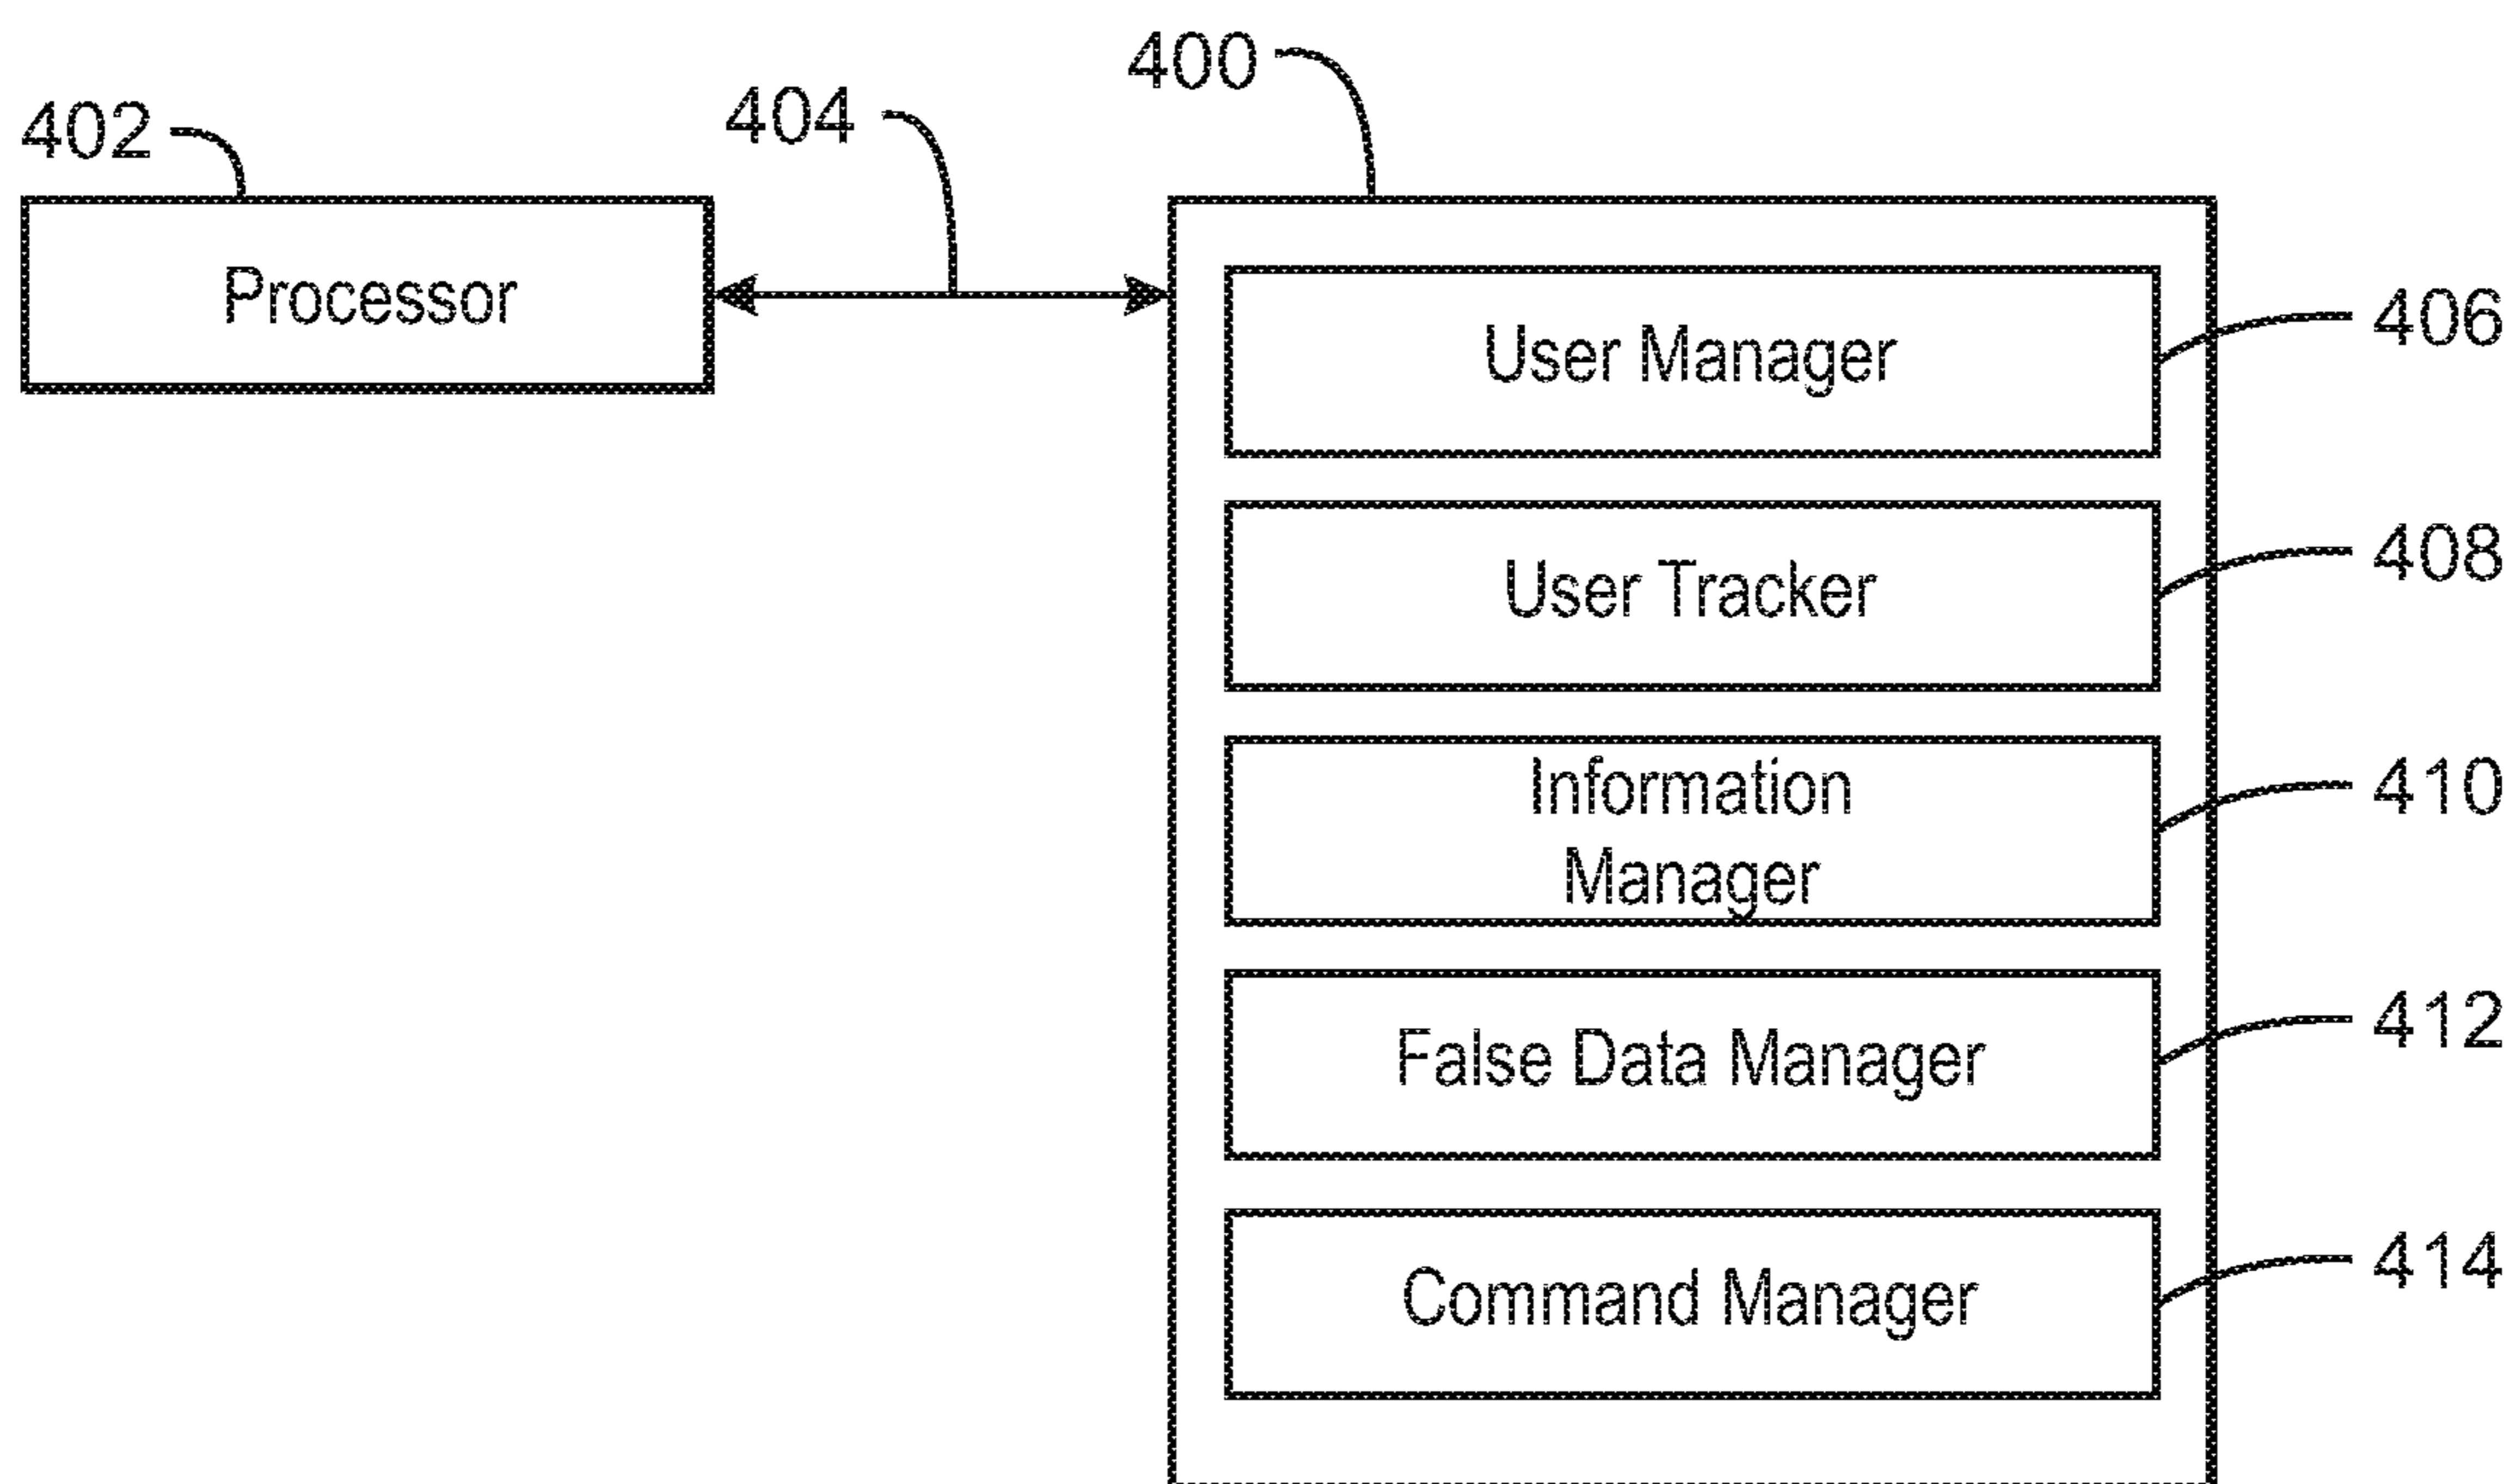 400
404
402
Processor
User Manager
406
User Tracker
408
Information
Manager
410
False Data Manager
412
Command Manager
414